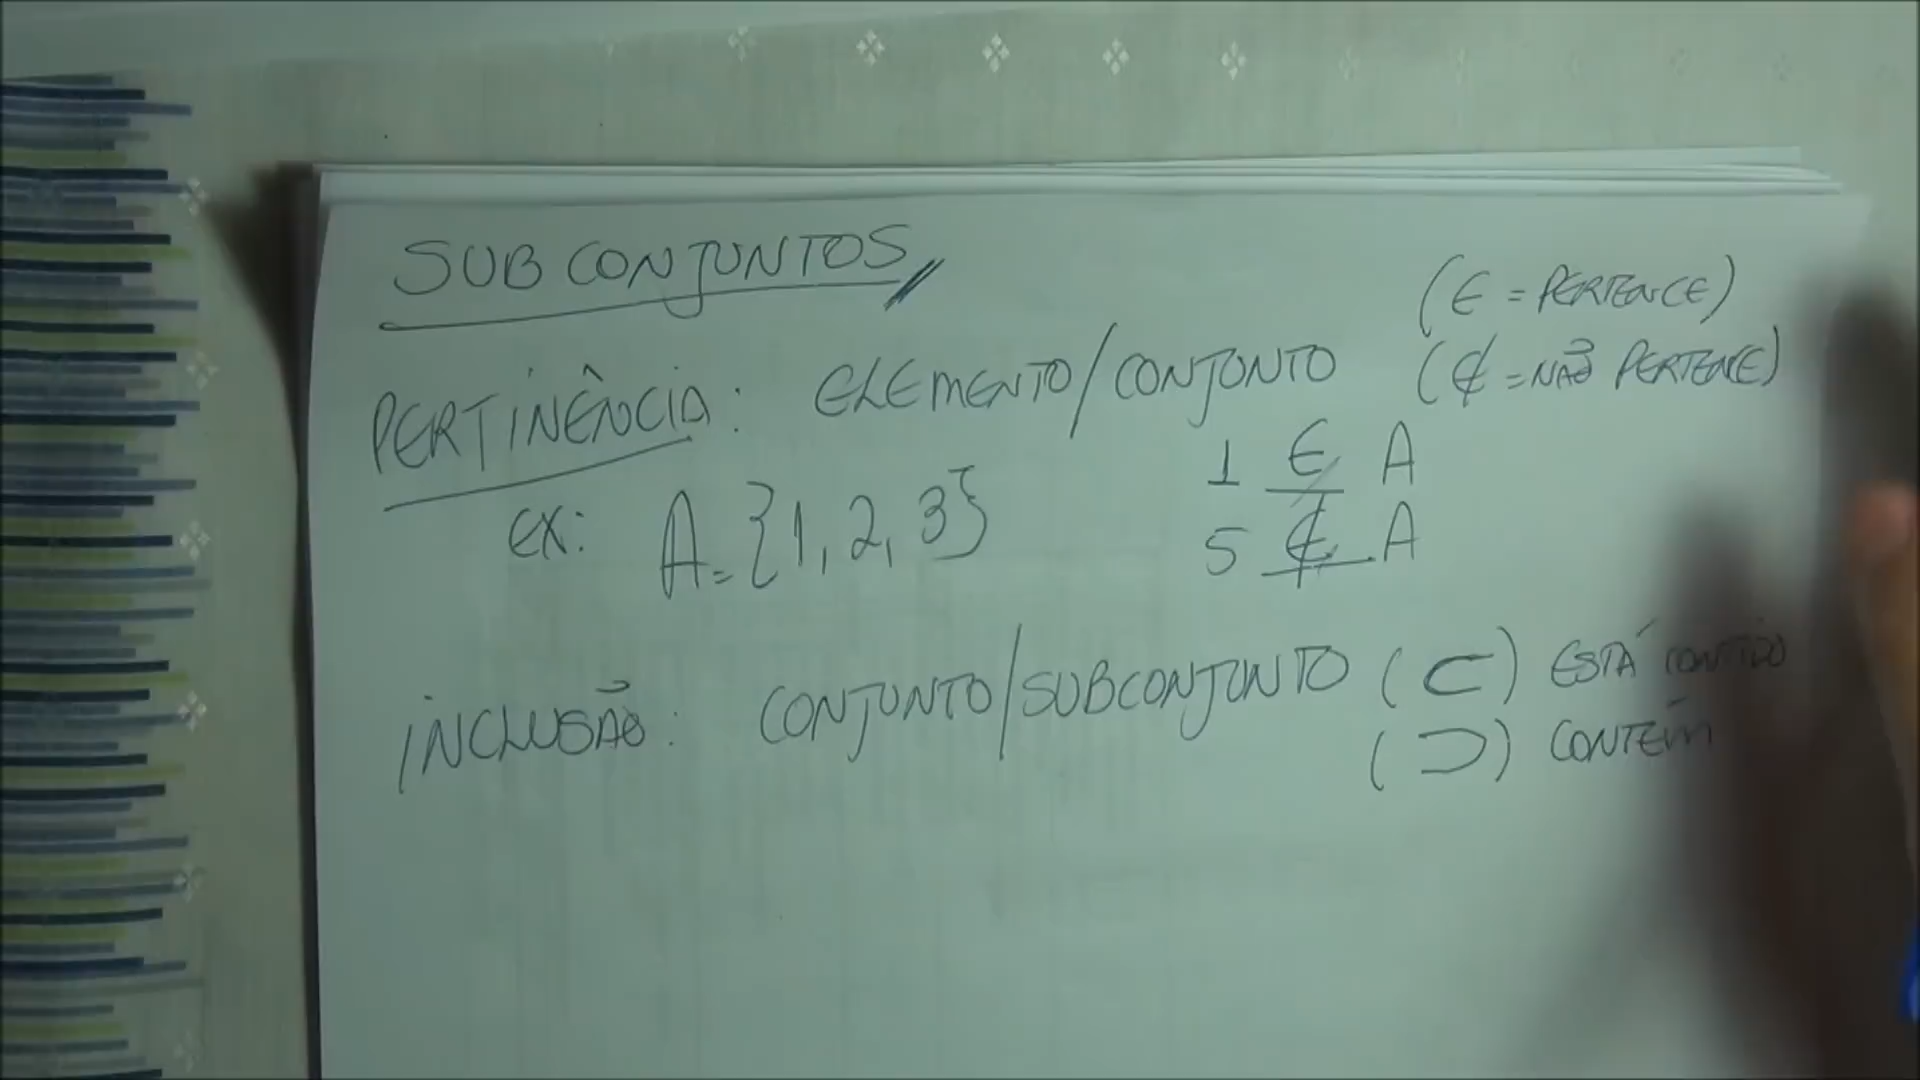 SUBCONJUNTOS
(∈ = PERTENCE)
PERTINÊNCIA: ELEMENTO/CONJUNTO (∉ = NÃO PERTENCE)
1 ∈ A
ex: A = {1, 2, 3} 5 ∉ A
INCLUSÃO: CONJUNTO/SUBCONJUNTO (⊂) ESTÁ CONTIDO
(⊃) CONTÉM